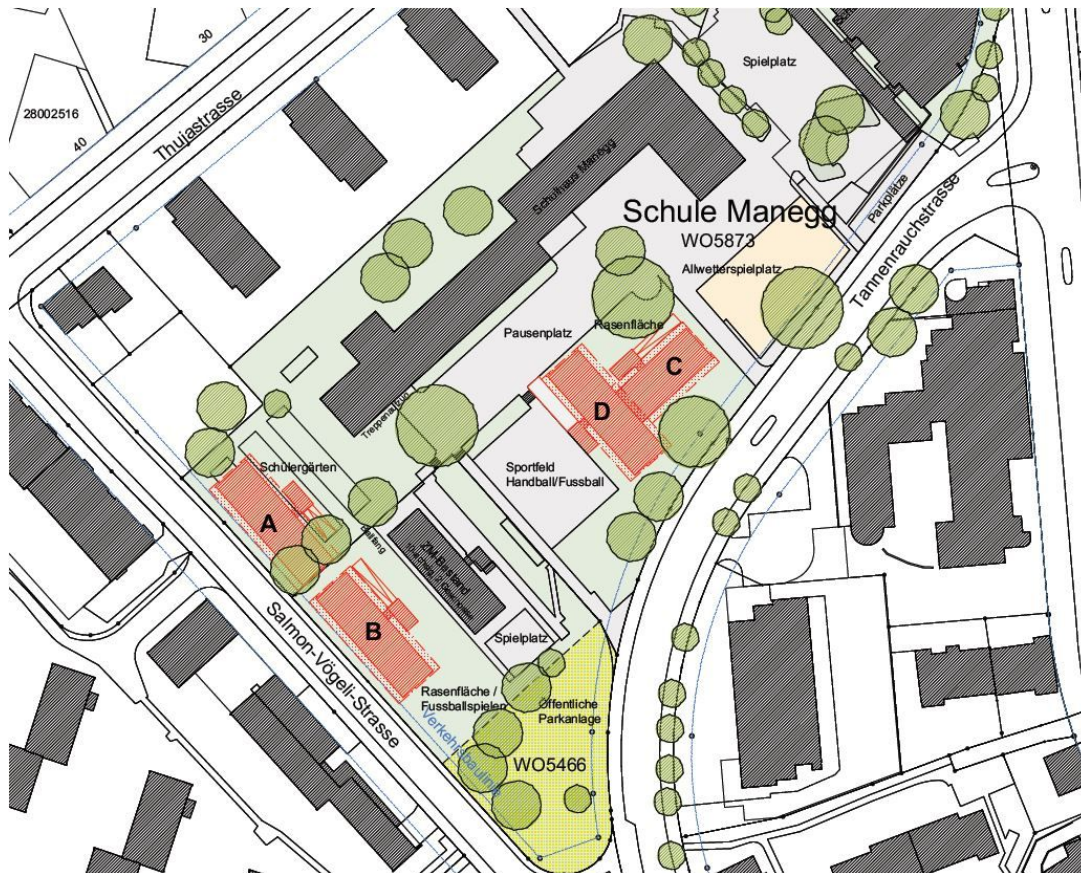 30
Spielplatz
28002516
40
Thujastrasse
Schulhaus Manegg
Parkplätze
Schule Manegg
WO5873
Allwetterspielplatz
Tannenrauchstrasse
Rasenfläche
Pausenplatz
C
D
Treppenaufzug
Schülergärten
Sportfeld
Handball/Fussball
A
ZM-Bestand
B
Spielplatz
Salmon-Vögeli-Strasse
Rasenfläche /
Fussballspielen
Öffentliche
Parkanlage
Verkehrsbaulinie
WO5466